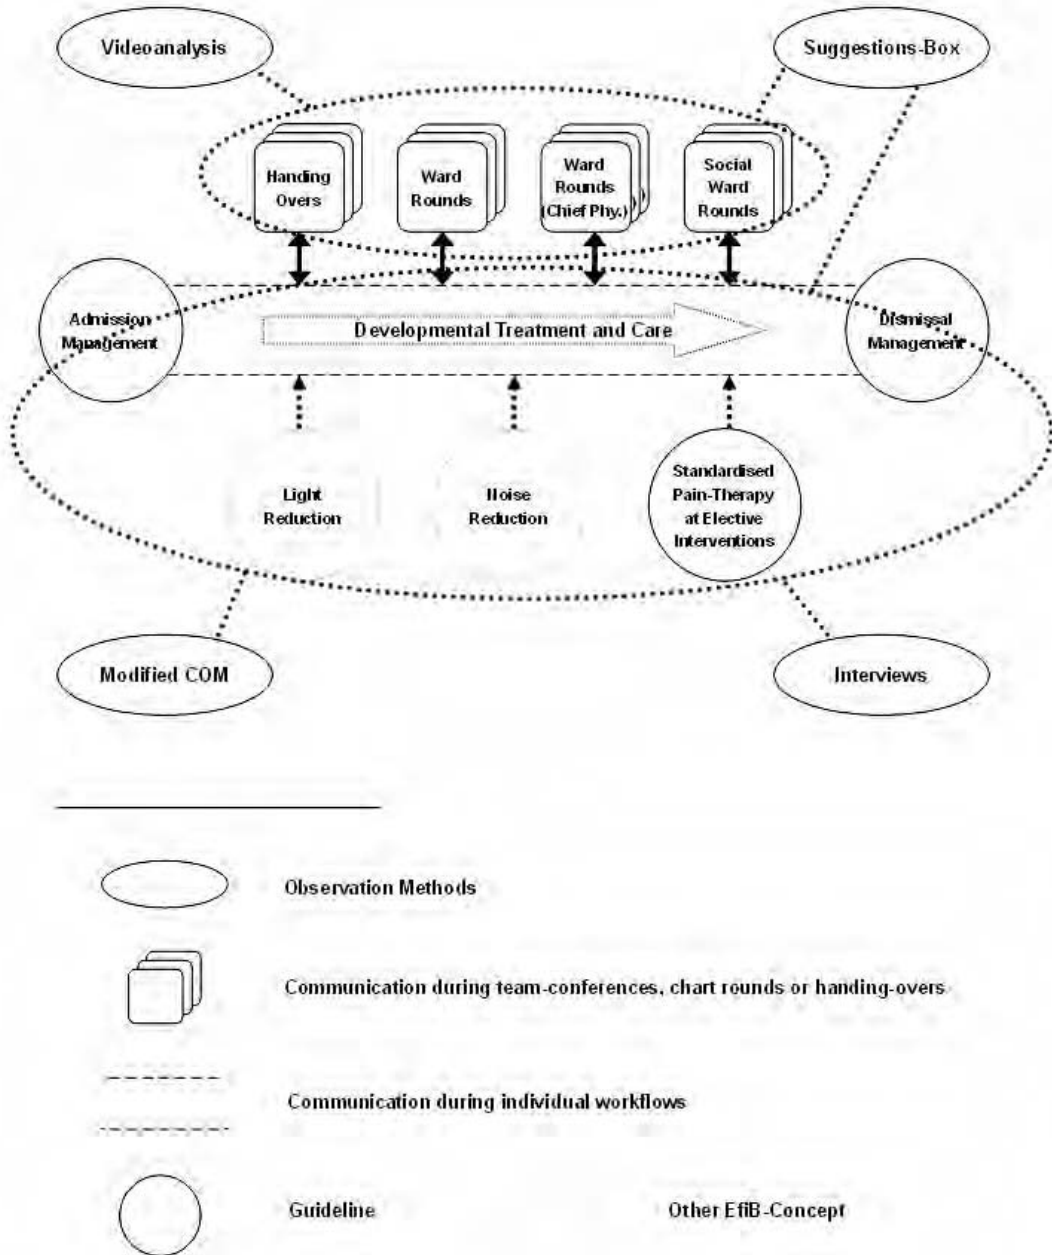 Videoanalysis
Suggestions-Box
Handing
Overs
Ward
Rounds
Ward
Rounds
(Chief Phy.)
Social
Ward
Rounds
Admission
Management
Developmental Treatment and Care
Dismissal
Management
Light
Reduction
Noise
Reduction
Standardised
Pain-Therapy
at Elective
Interventions
Modified COM
Interviews
Observation Methods
Communication during team-conferences, chart rounds or handing-overs
Communication during individual workflows
Guideline
Other EfiB-Concept